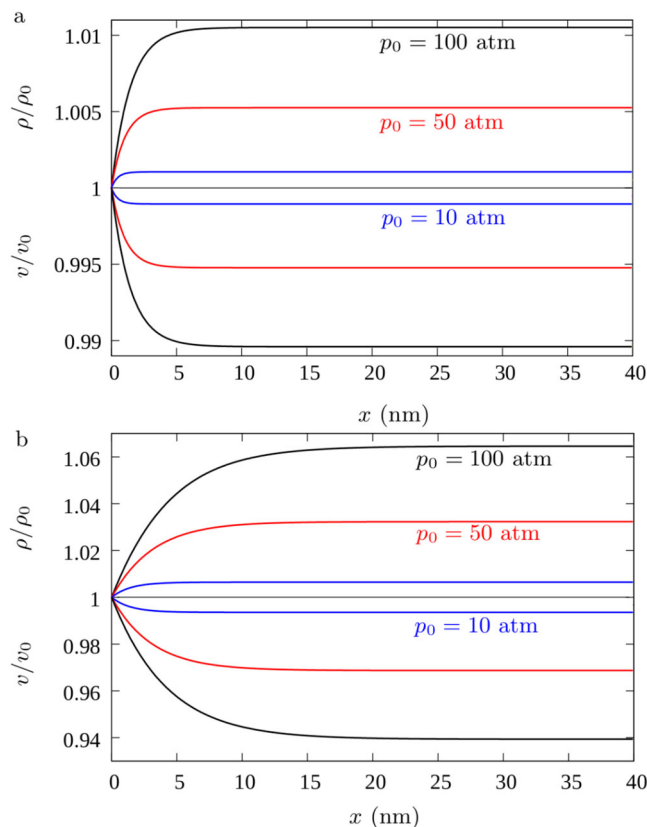 a
1.01
p₀ = 100 atm
ρ/ρ₀
1.005
p₀ = 50 atm
1
p₀ = 10 atm
v/v₀
0.995
0.99
0 5 10 15 20 25 30 35 40
x (nm)
b
1.06
p₀ = 100 atm
ρ/ρ₀
1.04
p₀ = 50 atm
1.02
1
p₀ = 10 atm
v/v₀
0.98
0.96
0.94
0 5 10 15 20 25 30 35 40
x (nm)